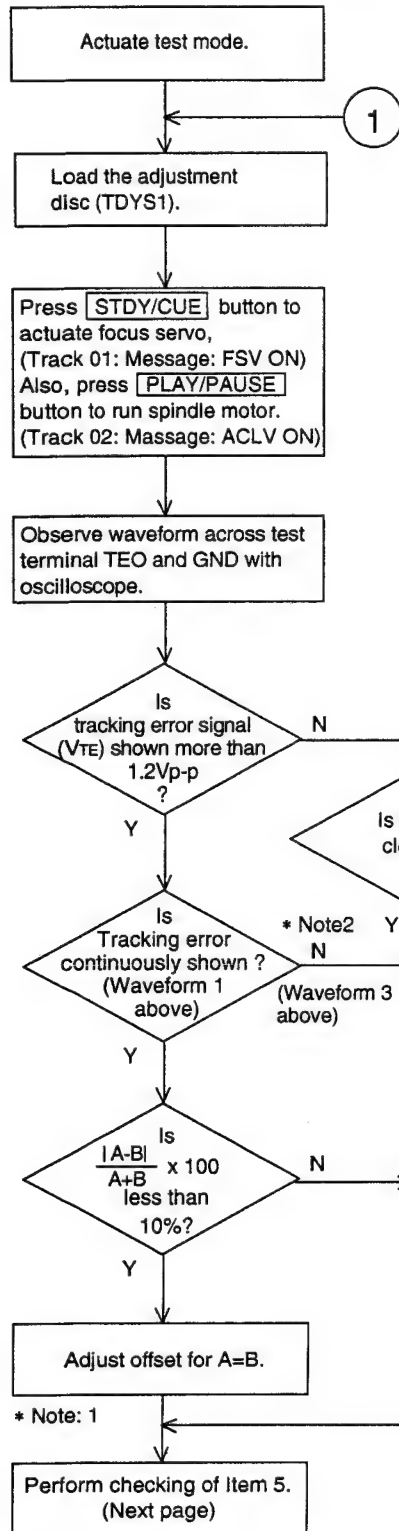 Actuate test mode.
1
Load the adjustment
disc (TDYS1).
Press STDY/CUE button to
actuate focus servo,
(Track 01: Message: FSV ON)
Also, press PLAY/PAUSE
button to run spindle motor.
(Track 02: Massage: ACLV ON)
Observe waveform across test
terminal TEO and GND with
oscilloscope.
Is
tracking error signal
(VTE) shown more than
1.2Vp-p
?
N
Y
Is
Is
Tracking error
continuously shown ?
(Waveform 1
above)
* Note2 Y
N
(Waveform 3
above)
Y
Is
|A-B|
A+B
x 100
less than
10%?
N
Y
Adjust offset for A=B.
* Note: 1
Perform checking of Item 5.
(Next page)